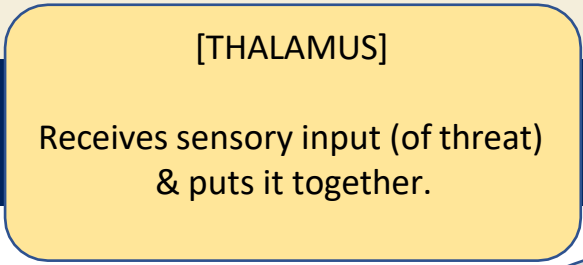 [THALAMUS]
Receives sensory input (of threat)
& puts it together.